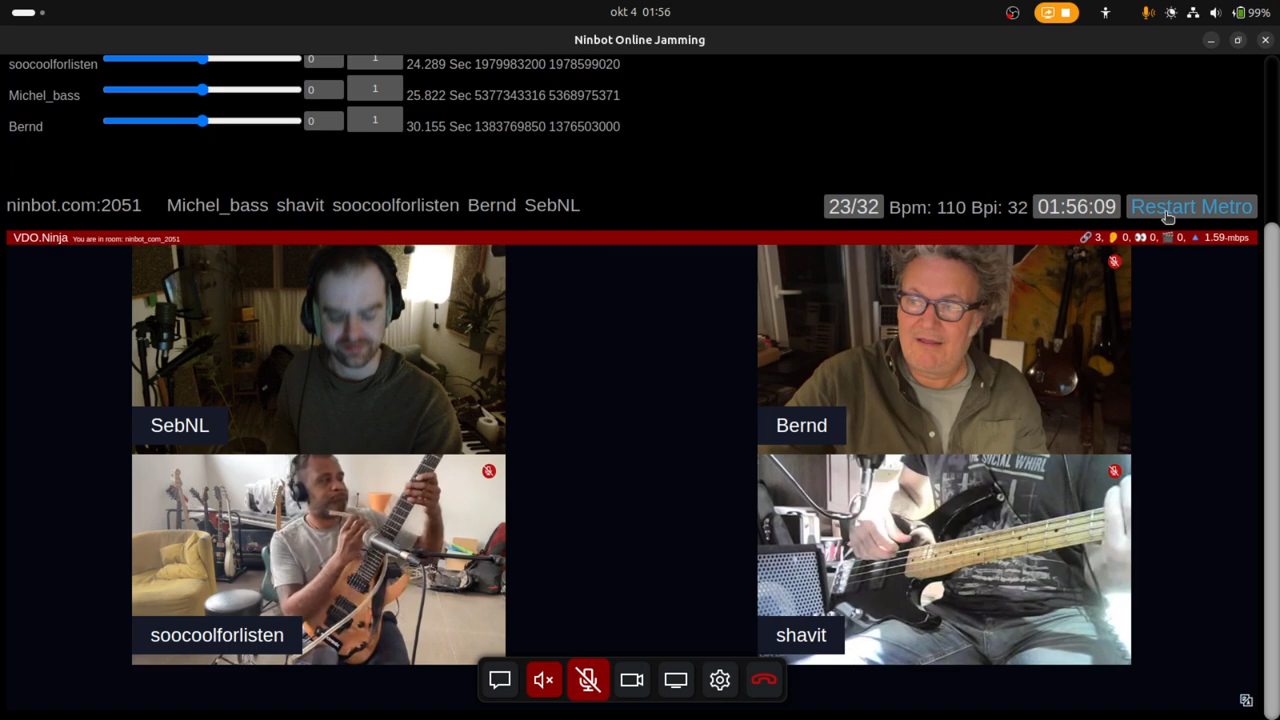 okt 4 01:56
99%
Ninbot Online Jamming
soocoolforlisten 0 1 24.289 Sec 1979983200 1978599020
Michel_bass 0 1 25.822 Sec 5377343316 5368975371
Bernd 0 1 30.155 Sec 1383769850 1376503000
ninbot.com:2051 Michel_bass shavit soocoolforlisten Bernd SebNL 23/32 Bpm: 110 Bpi: 32 01:56:09 Restart Metro
VDO.Ninja You are in room: ninbot_com_2051 3, 0, 0, 0, 1.59-mbps
SebNL
Bernd
SOCIAL WHIRL
soocoolforlisten
shavit